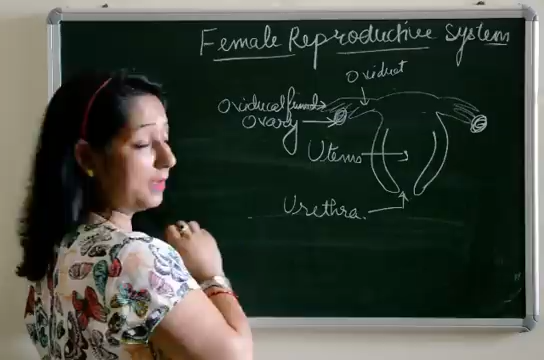 Female Reproductive System
Oviduct
Oviducal funnel
Ovary
Uterus
Urethra